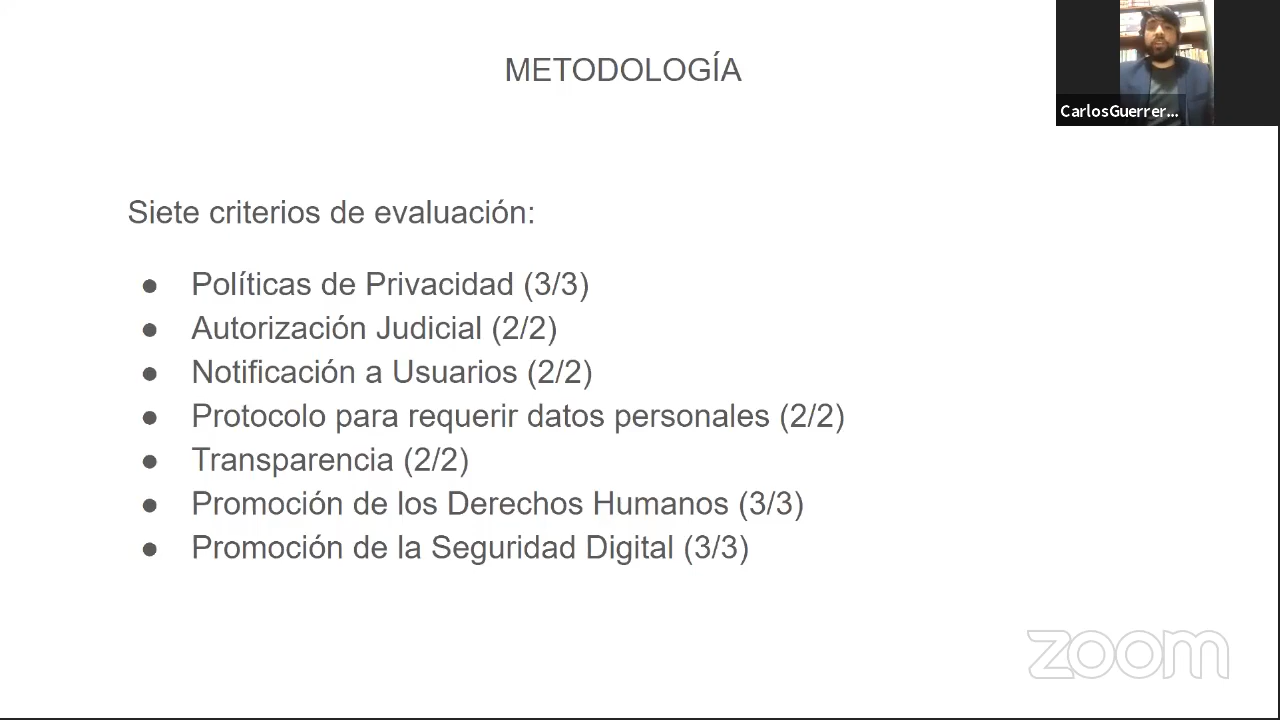 METODOLOGÍA
CarlosGuerrer...
Siete criterios de evaluación:
● Políticas de Privacidad (3/3)
● Autorización Judicial (2/2)
● Notificación a Usuarios (2/2)
● Protocolo para requerir datos personales (2/2)
● Transparencia (2/2)
● Promoción de los Derechos Humanos (3/3)
● Promoción de la Seguridad Digital (3/3)
zoom